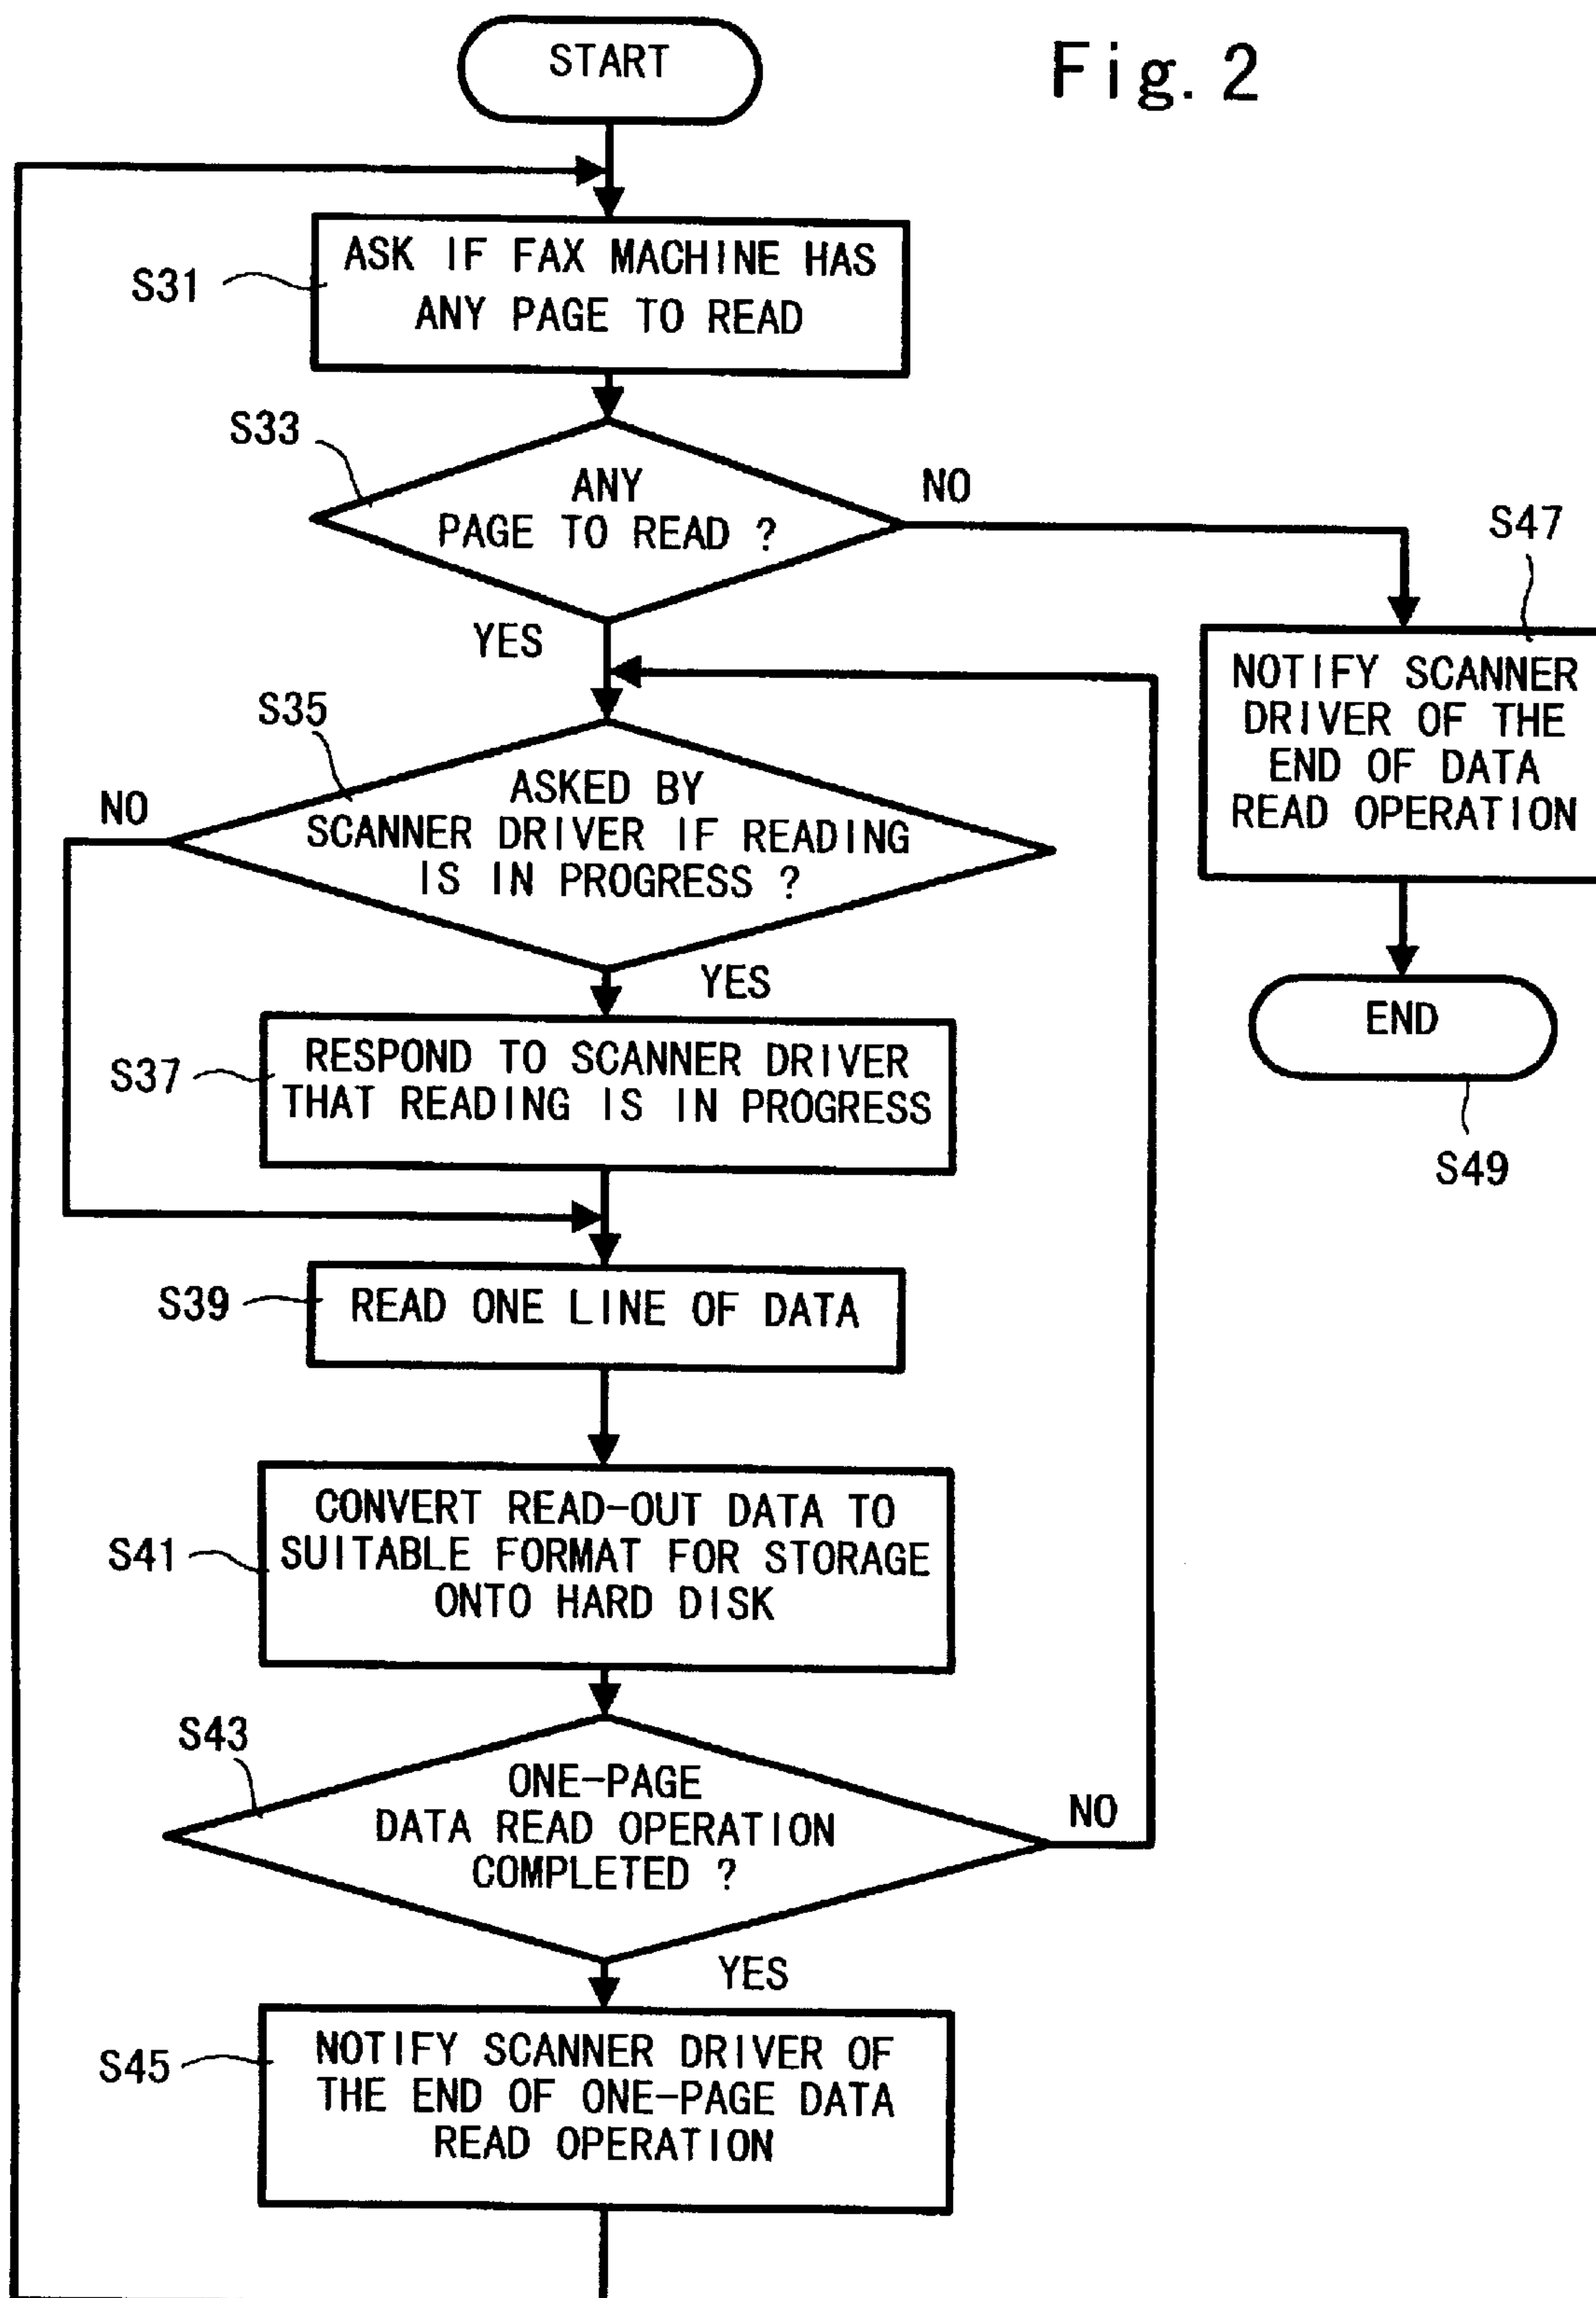 START
Fig. 2
S31
ASK IF FAX MACHINE HAS
ANY PAGE TO READ
S33
ANY
PAGE TO READ ?
NO
YES
S47
NOTIFY SCANNER
DRIVER OF THE
END OF DATA
READ OPERATION
S35
NO
ASKED BY
SCANNER DRIVER IF READING
IS IN PROGRESS ?
YES
END
S49
S37
RESPOND TO SCANNER DRIVER
THAT READING IS IN PROGRESS
S39
READ ONE LINE OF DATA
S41
CONVERT READ-OUT DATA TO
SUITABLE FORMAT FOR STORAGE
ONTO HARD DISK
S43
ONE-PAGE
DATA READ OPERATION
COMPLETED ?
NO
YES
S45
NOTIFY SCANNER DRIVER OF
THE END OF ONE-PAGE DATA
READ OPERATION